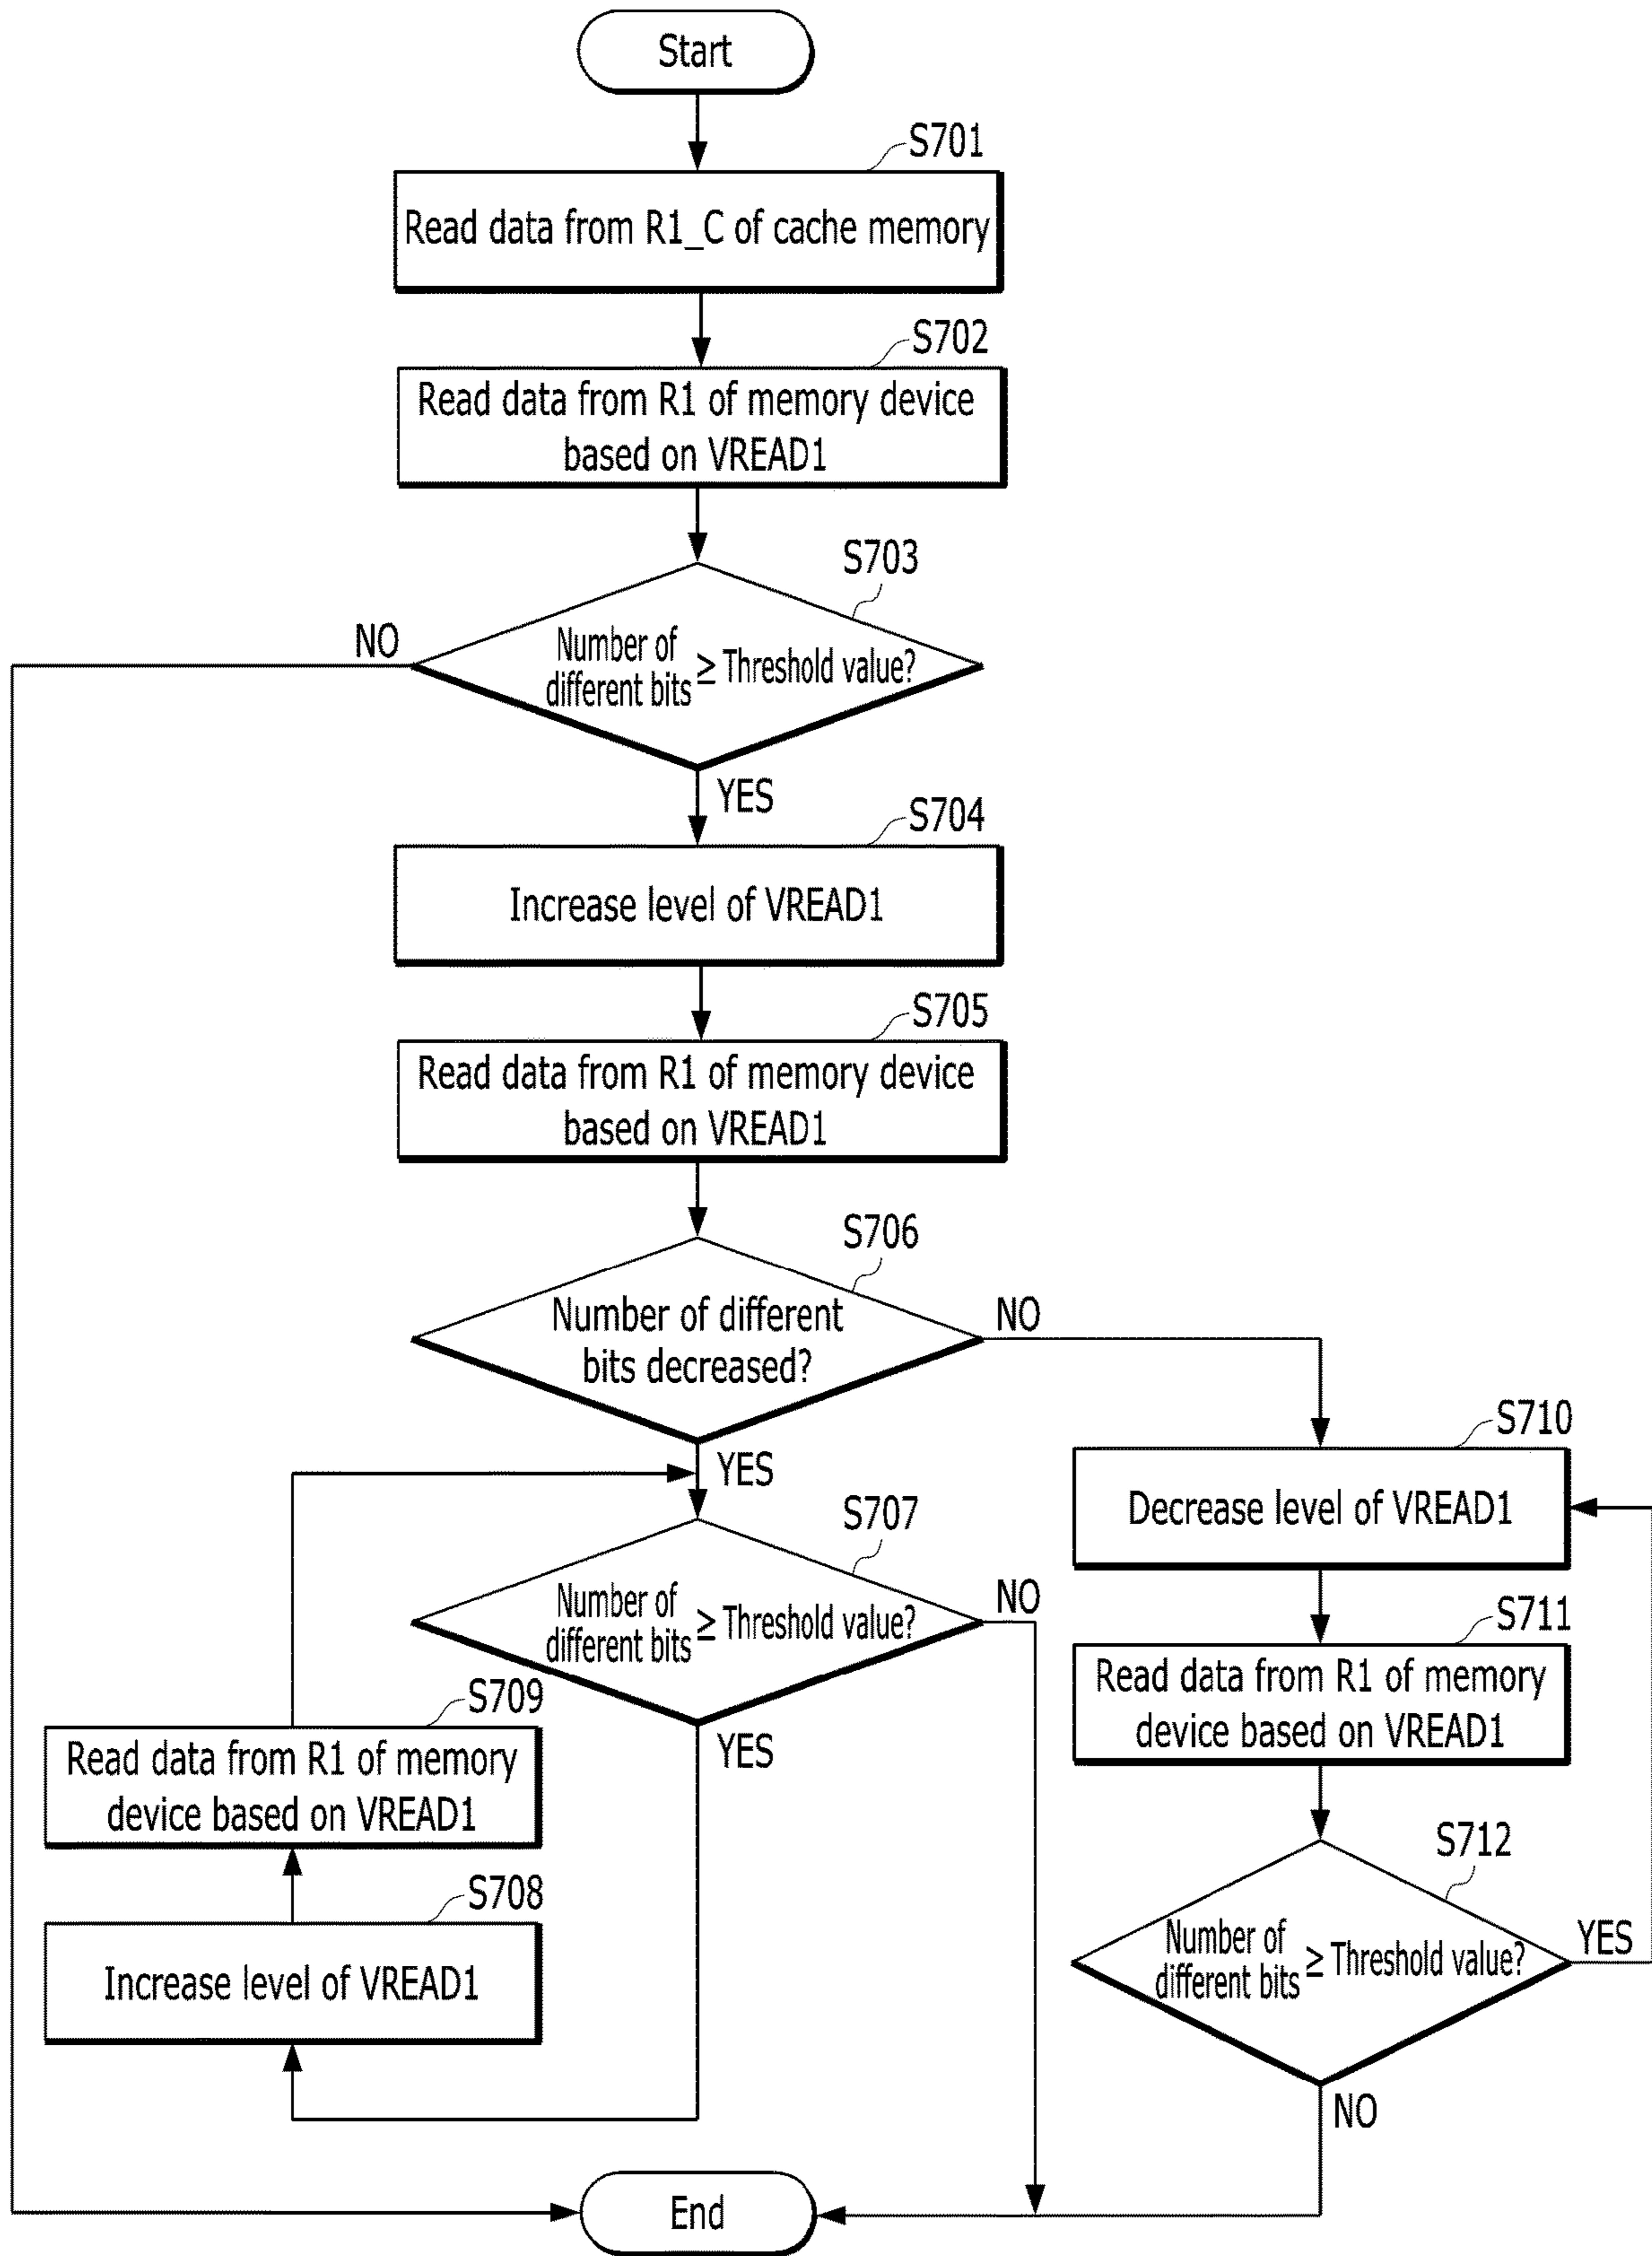 Start
S701
Read data from R1_C of cache memory
S702
Read data from R1 of memory device
based on VREAD1
S703
NO
Number of
different bits ≥ Threshold value?
YES
S704
Increase level of VREAD1
S705
Read data from R1 of memory device
based on VREAD1
S706
Number of different
bits decreased?
NO
YES
S710
Decrease level of VREAD1
S707
Number of
different bits ≥ Threshold value?
NO
YES
S711
Read data from R1 of memory
device based on VREAD1
S709
Read data from R1 of memory
device based on VREAD1
S712
Number of
different bits ≥ Threshold value?
YES
NO
S708
Increase level of VREAD1
End